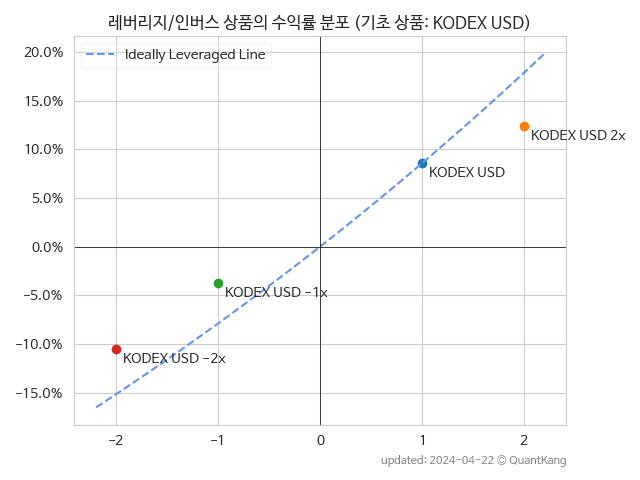 레버리지/인버스 상품의 수익률 분포 (기초 상품: KODEX USD)
Ideally Leveraged Line
20.0%
15.0%
10.0%
5.0%
0.0%
-5.0%
-10.0%
-15.0%
KODEX USD 2x
KODEX USD
KODEX USD -1x
KODEX USD -2x
-2 -1 0 1 2
updated: 2024-04-22 © QuantKang